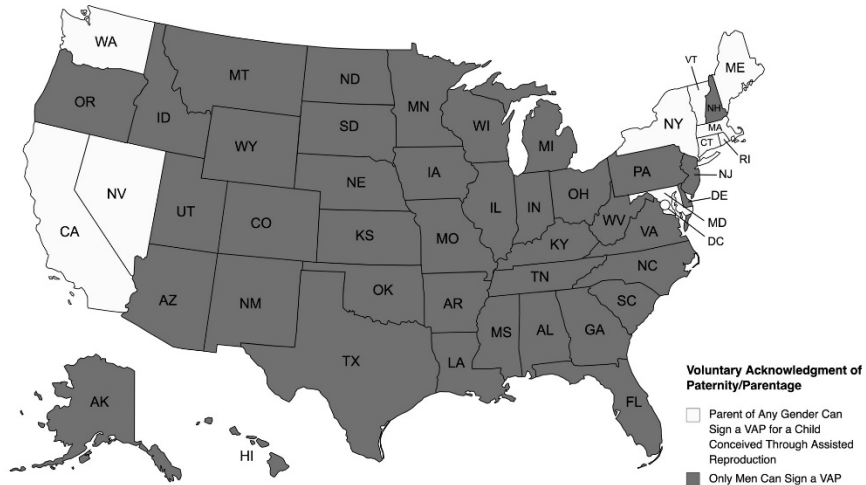 WA
MT
ND
MN
VT
ME
OR
ID
SD
WI
NY
NH
MA
WY
MI
CT
RI
NV
NE
IA
PA
NJ
CA
UT
CO
IL
IN
OH
DE
KS
MO
WV
VA
MD
KY
DC
AZ
NM
OK
AR
TN
NC
SC
TX
LA
MS
AL
GA
AK
HI
FL
Voluntary Acknowledgment of
Paternity/Parentage
Parent of Any Gender Can
Sign a VAP for a Child
Conceived Through Assisted
Reproduction
Only Men Can Sign a VAP